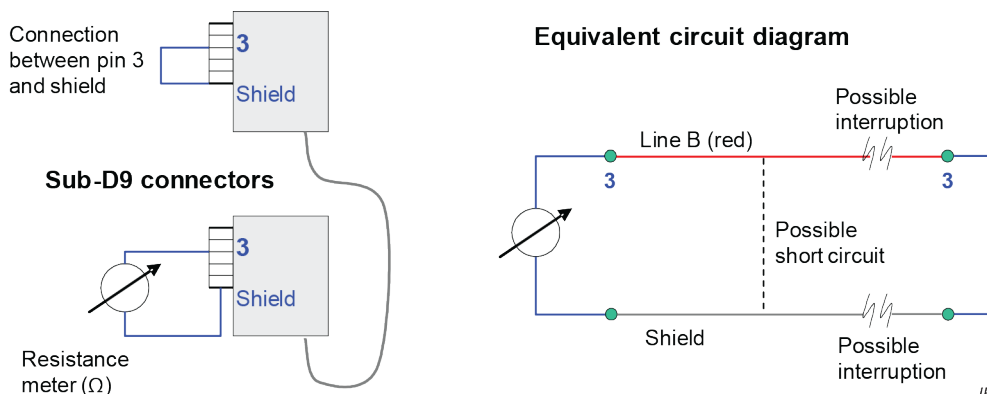 Connection
between pin 3
and shield
3
Shield
Sub-D9 connectors
3
Shield
Resistance
meter (Ω)
Equivalent circuit diagram
Possible
interruption
Line B (red)
3
3
Possible
short circuit
Shield
Possible
interruption